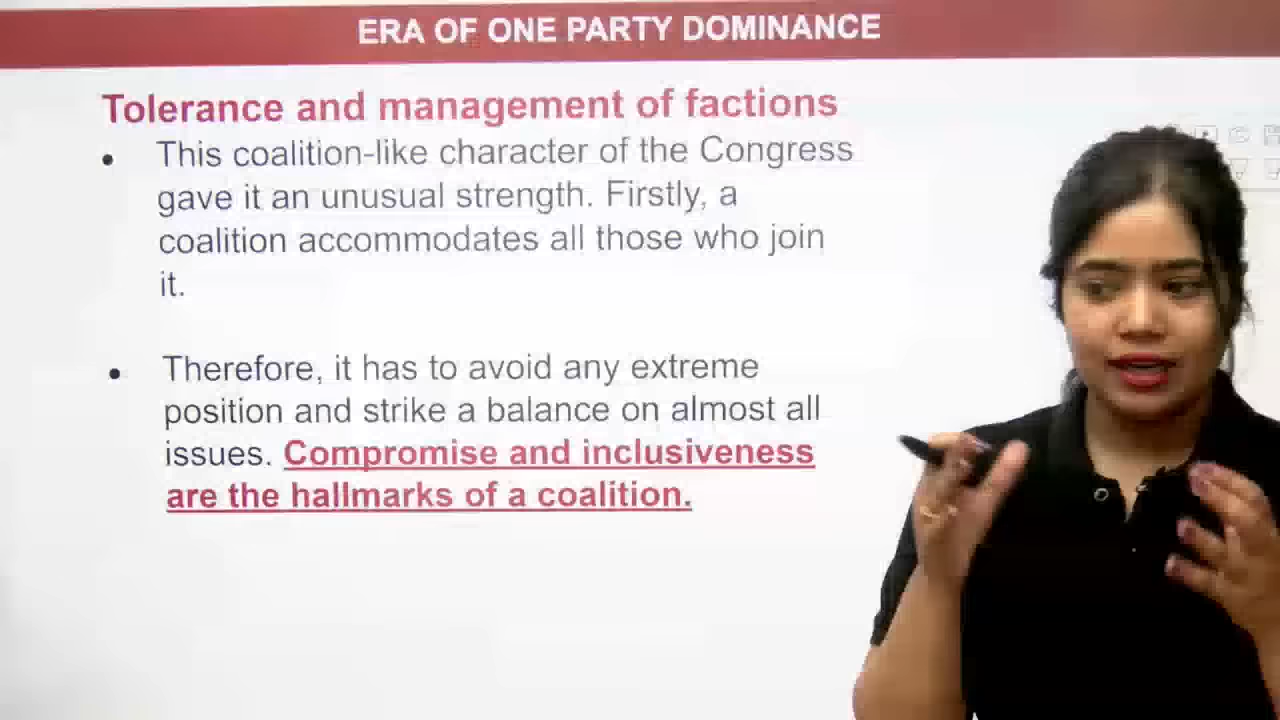 ERA OF ONE PARTY DOMINANCE
Tolerance and management of factions
• This coalition-like character of the Congress
gave it an unusual strength. Firstly, a
coalition accommodates all those who join
it.
• Therefore, it has to avoid any extreme
position and strike a balance on almost all
issues. Compromise and inclusiveness
are the hallmarks of a coalition.